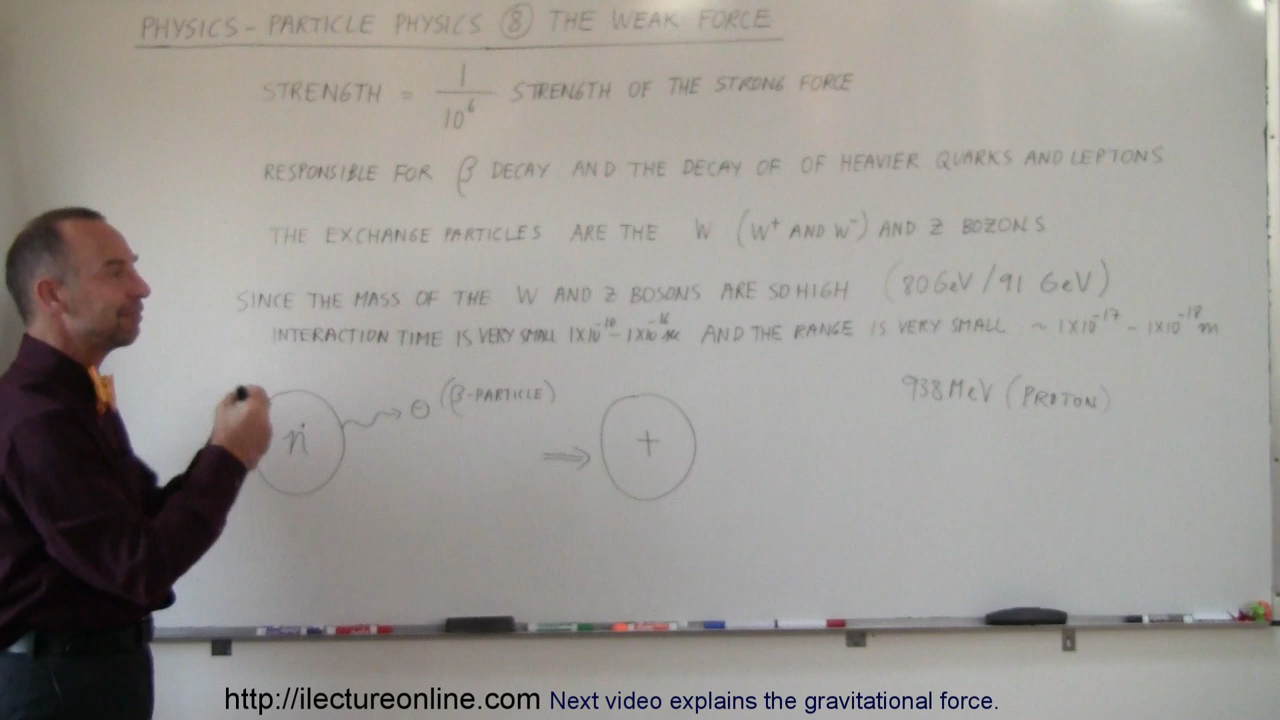 PHYSICS - PARTICLE PHYSICS ⑧ THE WEAK FORCE
STRENGTH = 1/10⁶ STRENGTH OF THE STRONG FORCE
RESPONSIBLE FOR β DECAY AND THE DECAY OF OF HEAVIER QUARKS AND LEPTONS
THE EXCHANGE PARTICLES ARE THE W (W⁺ AND W⁻) AND Z BOZONS
SINCE THE MASS OF THE W AND Z BOSONS ARE SO HIGH (80 GeV / 91 GeV)
INTERACTION TIME IS VERY SMALL 1X10⁻¹⁰ - 1X10⁻¹⁶ AND THE RANGE IS VERY SMALL ~ 1X10⁻¹⁷ - 1X10⁻¹⁸ m
⊖ (β-PARTICLE)
938 MeV (PROTON)
n ⇒ +
http://ilectureonline.com Next video explains the gravitational force.